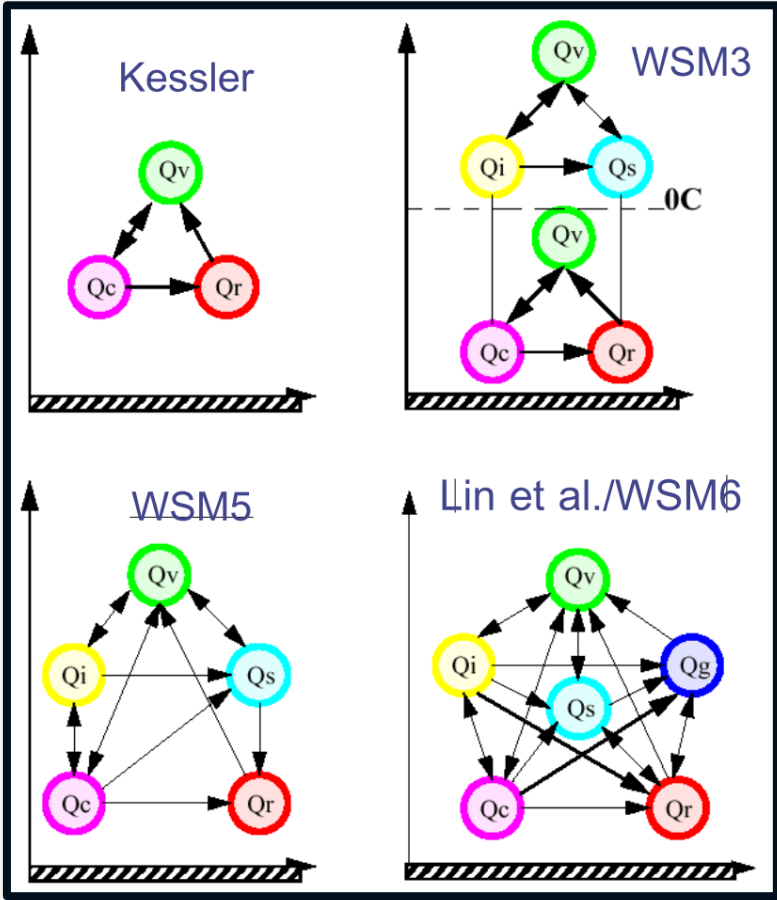 Kessler
Qv
Qc
Qr
WSM3
Qv
Qi
Qs
0C
Qv
Qc
Qr
WSM5
Qv
Qi
Qs
Qc
Qr
Lin et al./WSM6
Qv
Qi
Qg
Qs
Qc
Qr